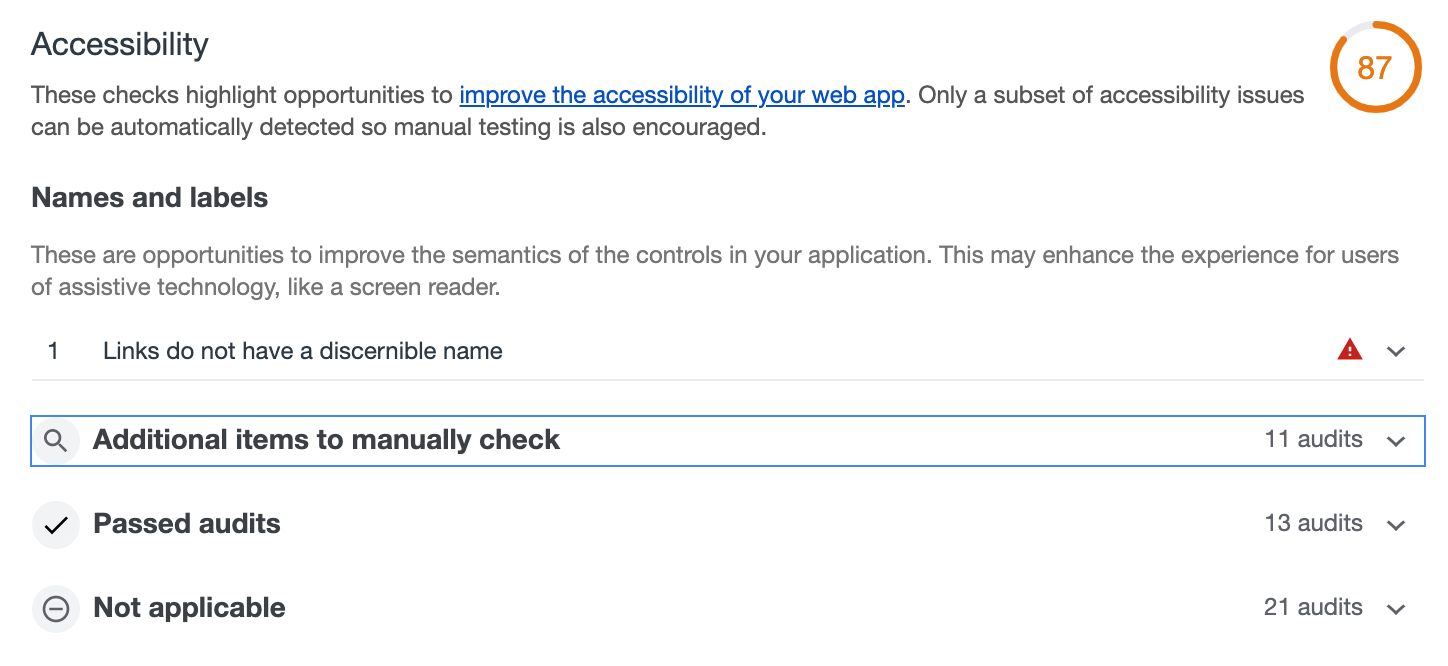 Accessibility
87
These checks highlight opportunities to improve the accessibility of your web app. Only a subset of accessibility issues
can be automatically detected so manual testing is also encouraged.
Names and labels
These are opportunities to improve the semantics of the controls in your application. This may enhance the experience for users
of assistive technology, like a screen reader.
1 Links do not have a discernible name
Additional items to manually check 11 audits
Passed audits 13 audits
Not applicable 21 audits